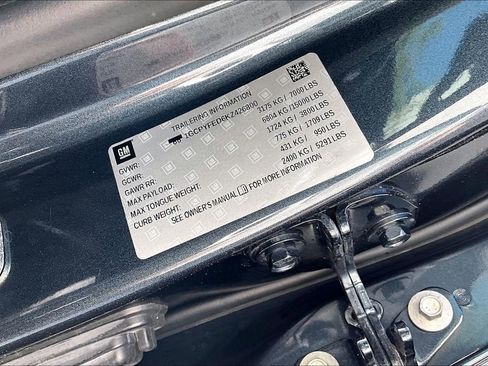 GM
TRAILERING INFORMATION
1GCPYFED6KZ426800
GVWR: 3175 KG / 7000 LBS
GCWR: 6804 KG / 15000 LBS
GAWR RR: 1724 KG / 3800 LBS
MAX PAYLOAD: 775 KG / 1709 LBS
MAX TONGUE WEIGHT: 431 KG / 950 LBS
CURB WEIGHT: 2400 KG / 5291 LBS
SEE OWNER'S MANUAL FOR MORE INFORMATION